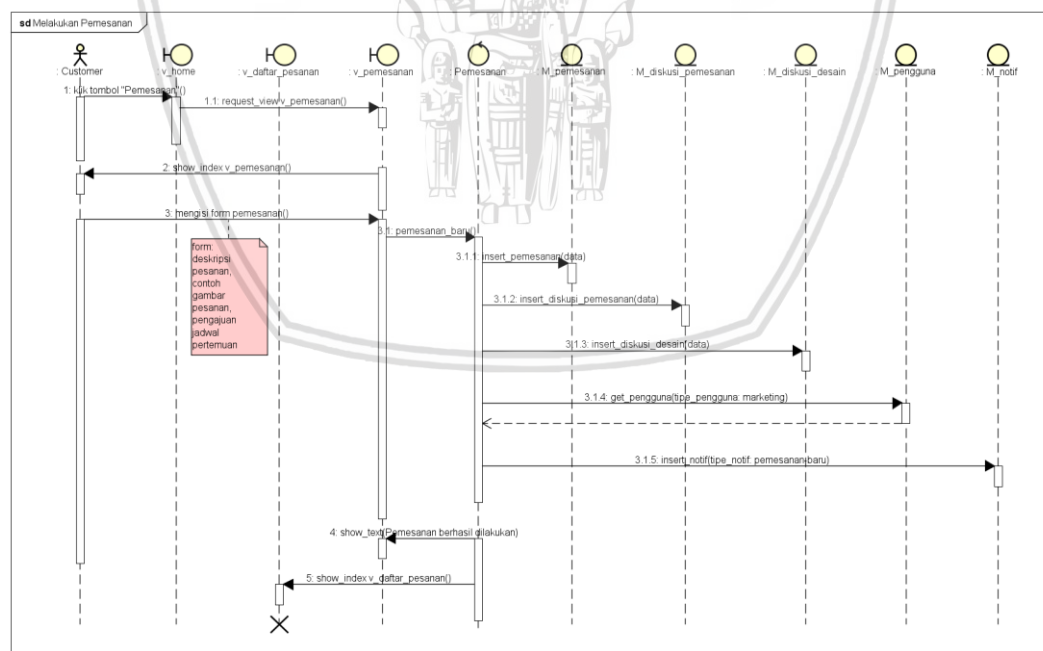 sd Melakukan Pemesanan
: Customer
: v_home
: v_daftar_pesanan
: v_pemesanan
: Pemesanan
: M_pemesanan
: M_diskusi_pemesanan
: M_diskusi_desain
: M_pengguna
: M_notif
1: klik tombol "Pemesanan"()
1.1: request_view v_pemesanan()
2: show_index v_pemesanan()
3: mengisi form pemesanan()
3.1: pemesanan_baru()
form:
deskripsi
pesanan,
contoh
gambar
pesanan,
pengajuan
jadwal
pertemuan
3.1.1: insert_pemesanan(data)
3.1.2: insert_diskusi_pemesanan(data)
3.1.3: insert_diskusi_desain(data)
3.1.4: get_pengguna(tipe_pengguna: marketing)
3.1.5: insert_notif(tipe_notif: pemesanan baru)
4: show_text(Pemesanan berhasil dilakukan)
5: show_index v_daftar_pesanan()